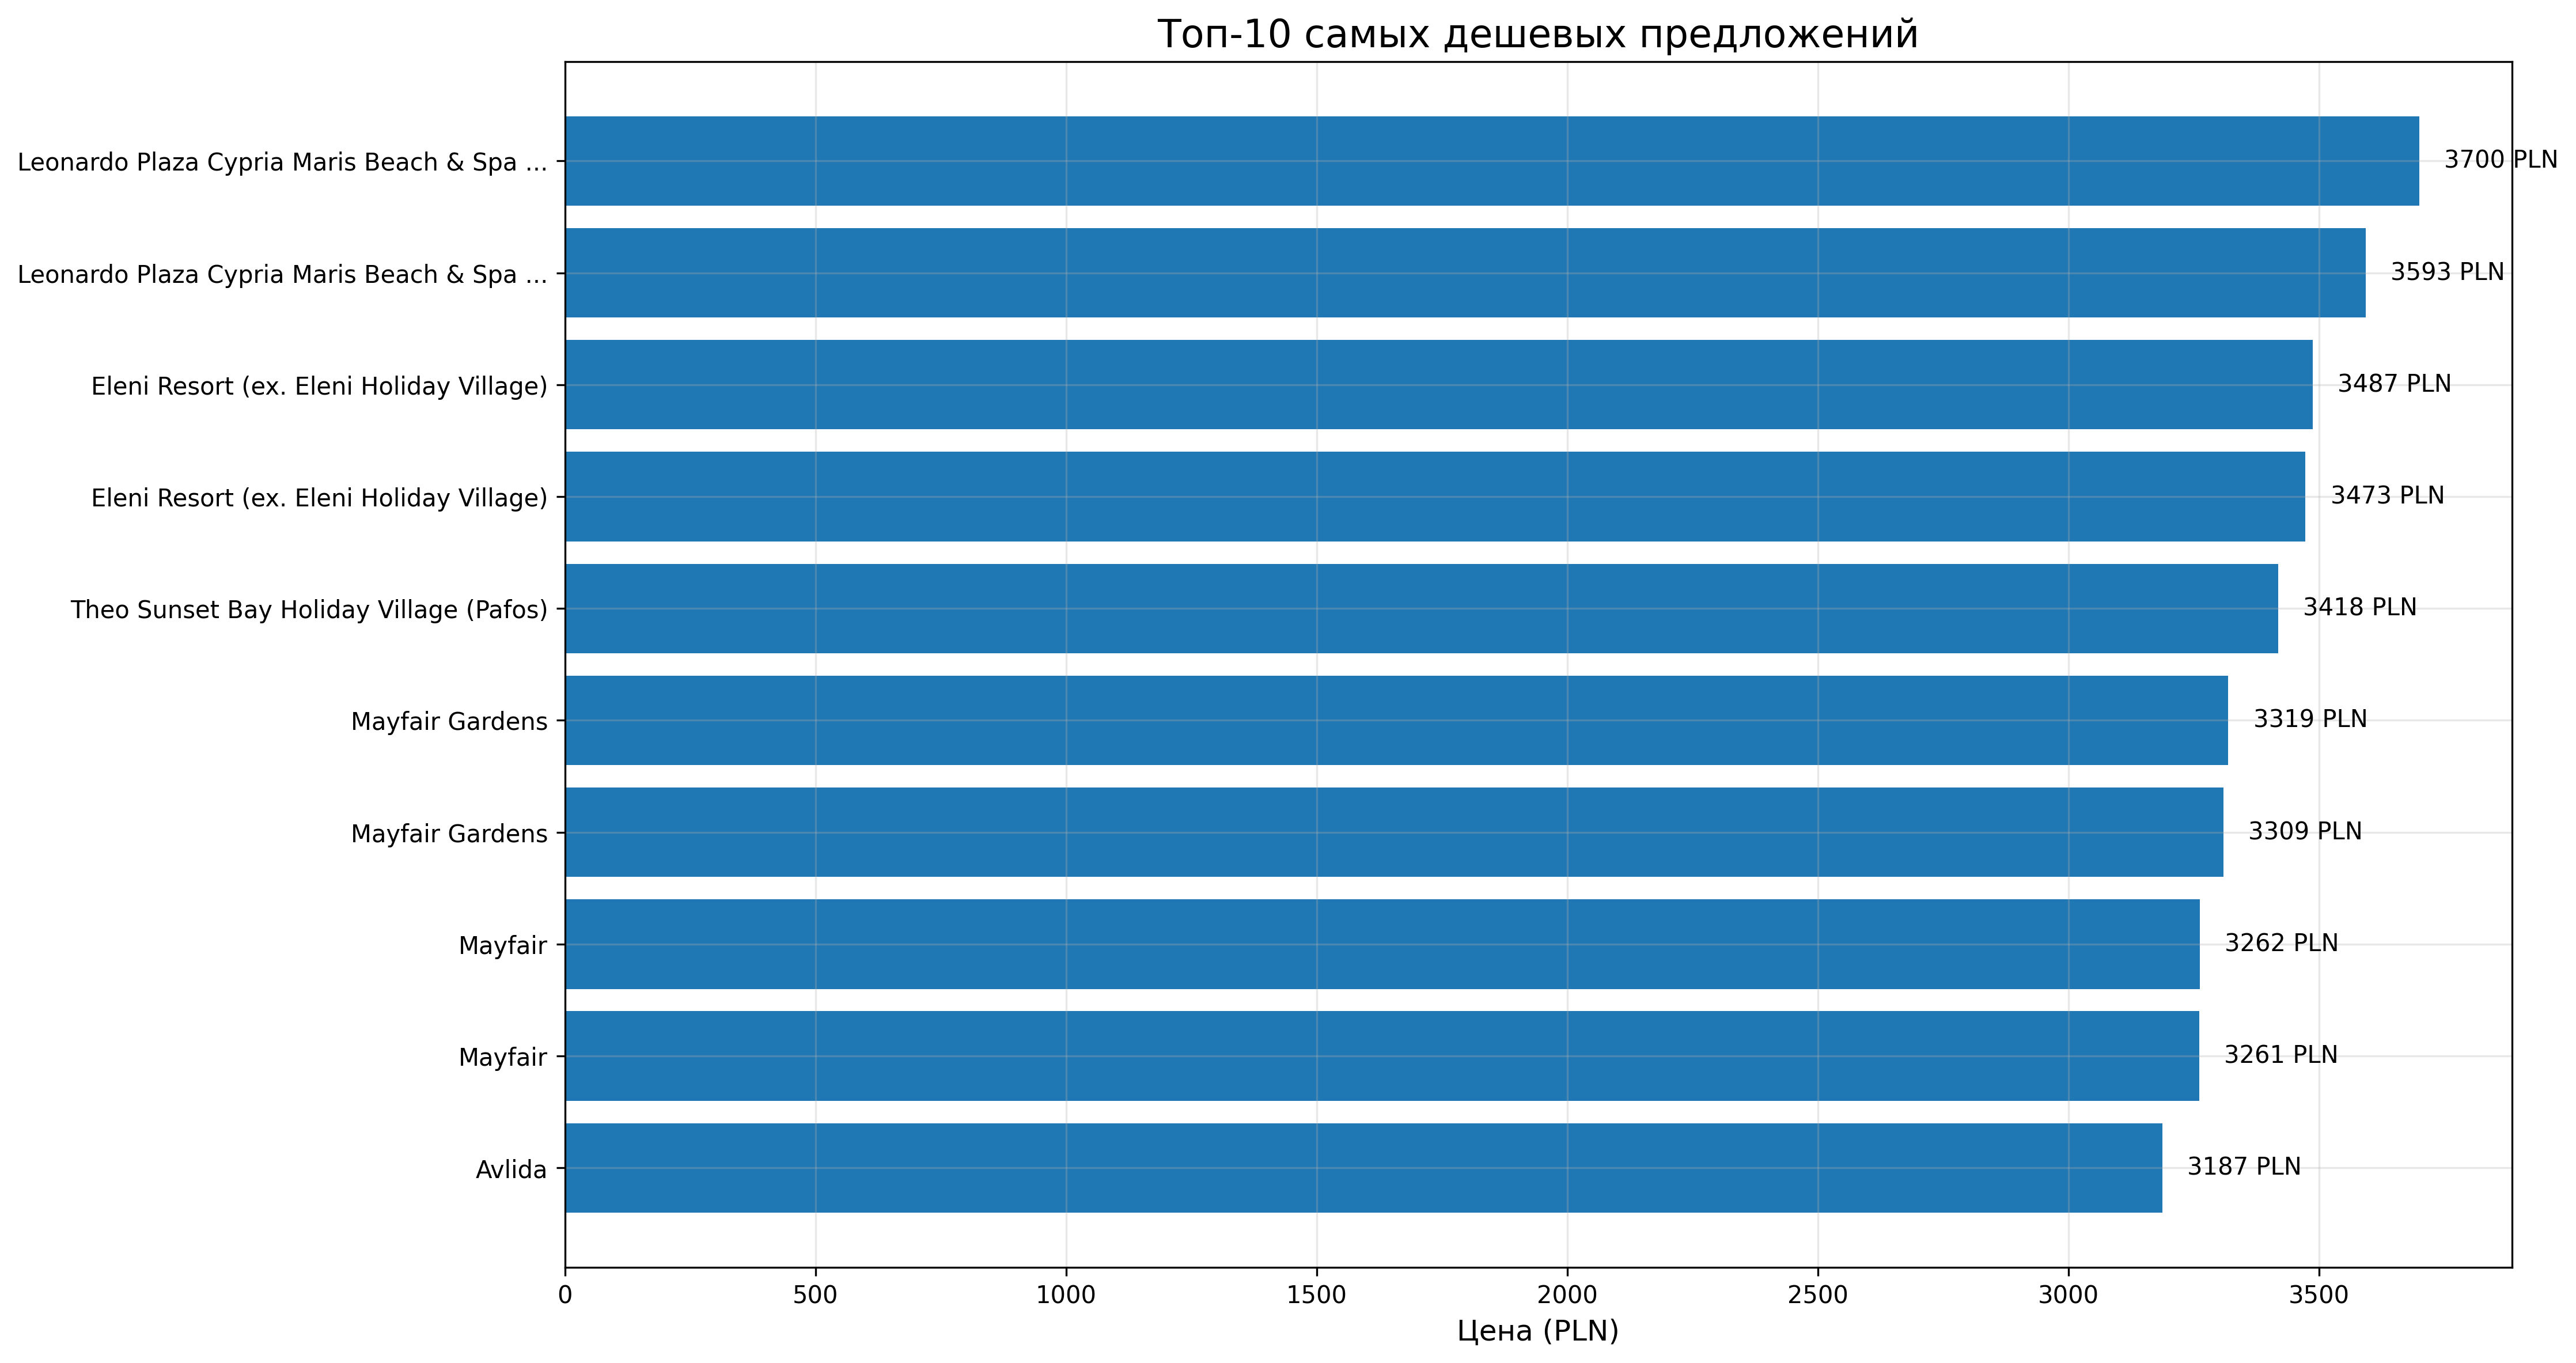 Топ-10 самых дешевых предложений
Leonardo Plaza Cypria Maris Beach & Spa ...
3700 PLN
Leonardo Plaza Cypria Maris Beach & Spa ...
3593 PLN
Eleni Resort (ex. Eleni Holiday Village)
3487 PLN
Eleni Resort (ex. Eleni Holiday Village)
3473 PLN
Theo Sunset Bay Holiday Village (Pafos)
3418 PLN
Mayfair Gardens
3319 PLN
Mayfair Gardens
3309 PLN
Mayfair
3262 PLN
Mayfair
3261 PLN
Avlida
3187 PLN
0 500 1000 1500 2000 2500 3000 3500
Цена (PLN)